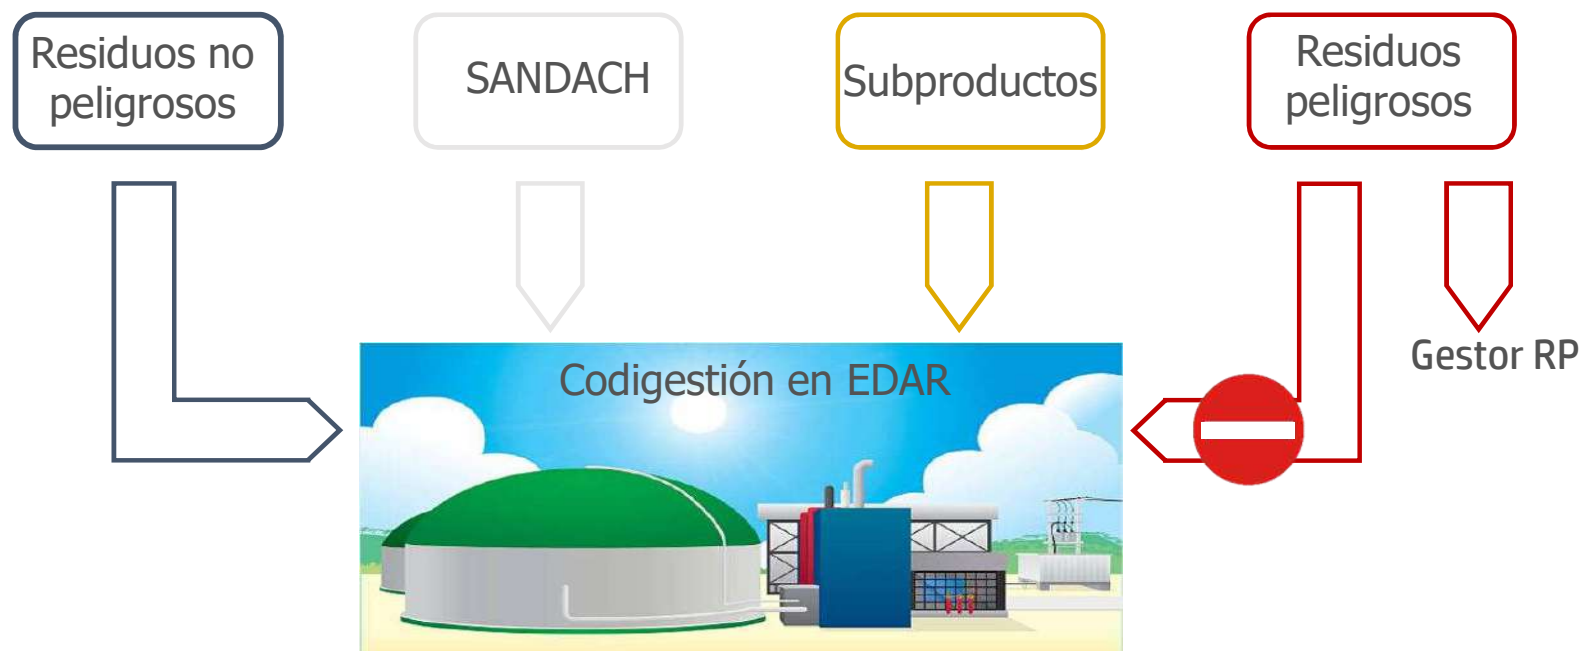 Residuos no
peligrosos
SANDACH
Subproductos
Residuos
peligrosos
Gestor RP
Codigestión en EDAR